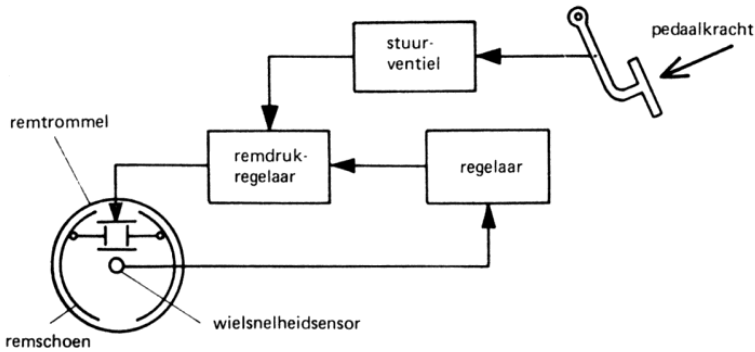 stuur-
ventiel
pedaalkracht
remtrommel
remdruk-
regelaar
regelaar
wielsnelheidsensor
remschoen